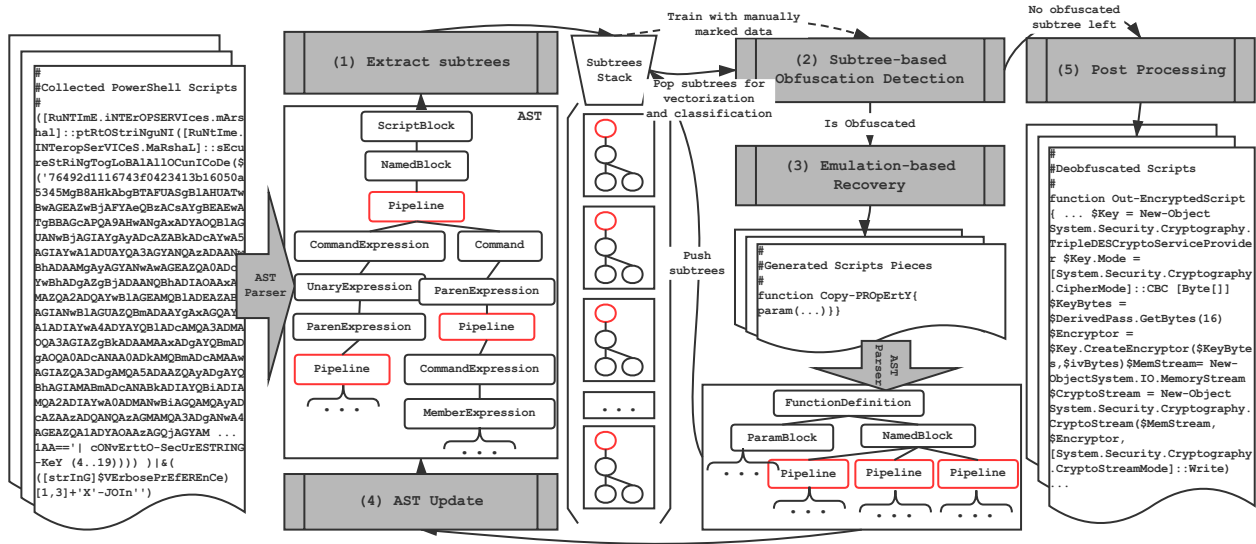 #
#Collected PowerShell Scripts
#
([RuNTImE.iNTErOPSERVIces.mArs
hal]::ptRtOStriNguNI([RuNtIme.
INTeropSerVICeS.MaRshaL]::sEcu
reStRiNgTogLoBAlAllOCunICoDe($
('76492d1116743f0423413b16050a
5345MgB8AHkAbgBTAFUASgBlAHUATw
BwAGEAZwBjAFYAeQBzACsAYgBEAEwA
TgBBAGcAPQA9AHwANgAxADYAOQBlAG
UANwBjAGIAYgAyADcAZABkADcAYwA5
AGIAYwA1ADUAYQA3AGYANQAzADAANw
BhADAAMgAyAGYANwAwAGEAZQA0ADc
YwBhADgAZgBjADAANQBhADIAOAAxA
MAZQA2ADQAYwBlAGEAMQBlADEAZAB
AGIANwBlAGUAZQBmADAAYgAxAGQAY
A1ADIAYwA4ADYAYQBlADcAMQA3ADMA
OQA3AGIAZgBkADAAMAAxADgAYQBmAD
gAOQA0ADcANAA0ADkAMQBmADcAMAAw
AGIAZQA3ADgAMQA5ADAAZQAyADgAYQ
BhAGIAMABmADcANABkADIAYQBiADIA
MQA2ADIAYwA0ADMANwBiAGQAMQAyAD
cAZAAzADQANQAzAGMAMQA3ADgANwA4
AGEAZQA1ADYAOAAzAGQjAGYAM ...
1AA=='| cONvErttO-SecUrESTRING
-KeY (4..19)))) )|&(
([strInG]$VErbosePrEfEREnCe)
[1,3]+'X'-JOIn'')
AST
Parser
(1) Extract subtrees
AST
ScriptBlock
NamedBlock
Pipeline
CommandExpression
Command
UnaryExpression
ParenExpression
ParenExpression
Pipeline
Pipeline
CommandExpression
...
MemberExpression
...
(4) AST Update
Subtrees
Stack
...
Train with manually
marked data
Pop subtrees for
vectorization
and classification
Push
subtrees
(2) Subtree-based
Obfuscation Detection
Is Obfuscated
(3) Emulation-based
Recovery
#
#Generated Scripts Pieces
#
function Copy-PROpErtY{
param(...)}}
AST
Parser
FunctionDefinition
ParamBlock
NamedBlock
...
Pipeline
Pipeline
Pipeline
...
...
...
No obfuscated
subtree left
(5) Post Processing
#
#Deobfuscated Scripts
#
function Out-EncryptedScript
{ ... $Key = New-Object
System.Security.Cryptography.
TripleDESCryptoServiceProvide
r $Key.Mode =
[System.Security.Cryptography
.CipherMode]::CBC [Byte[]]
$KeyBytes =
$DerivedPass.GetBytes(16)
$Encryptor =
$Key.CreateEncryptor($KeyByte
s,$ivBytes)$MemStream= New-
ObjectSystem.IO.MemoryStream
$CryptoStream = New-Object
System.Security.Cryptography.
CryptoStream($MemStream,
$Encryptor,
[System.Security.Cryptography
.CryptoStreamMode]::Write)
...